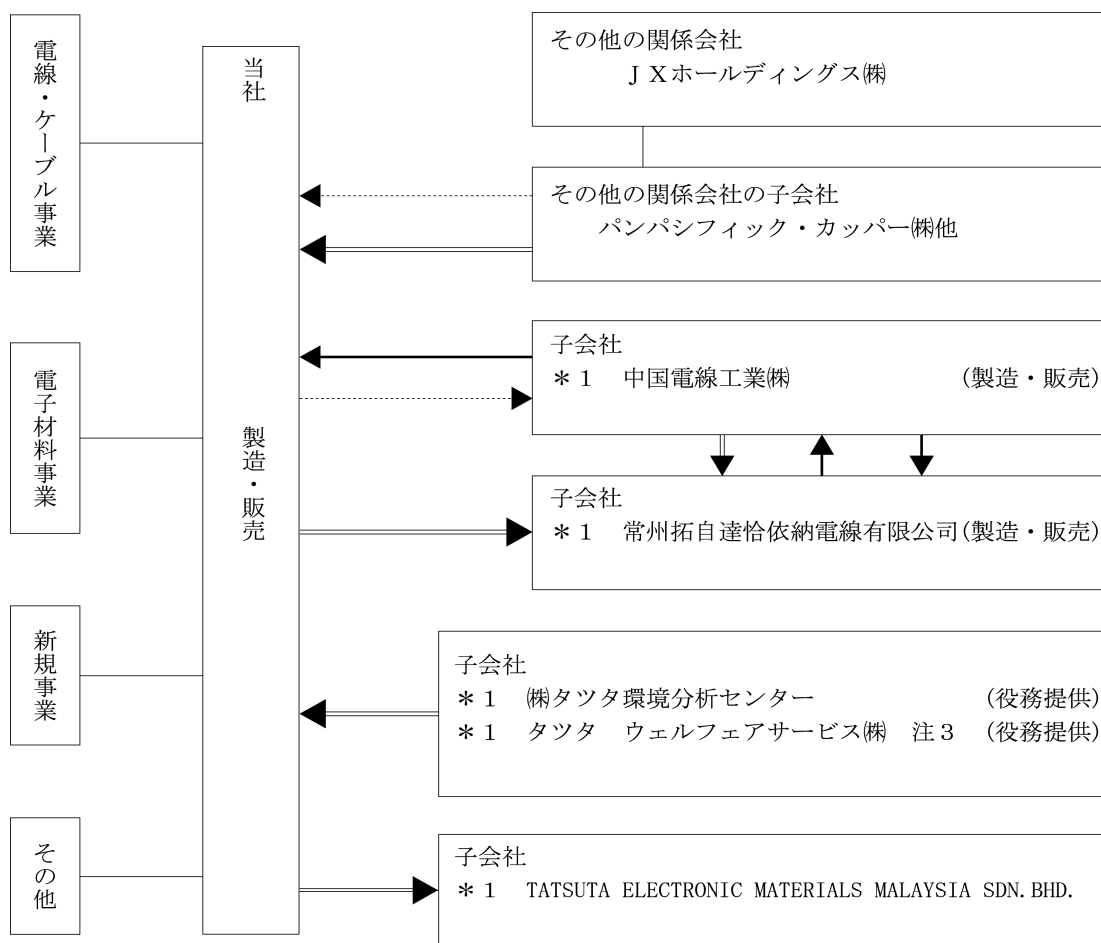 電線・ケーブル事業
電子材料事業
新規事業
その他
当社
製造・販売
その他の関係会社
ＪＸホールディングス㈱
その他の関係会社の子会社
パンパシフィック・カッパー㈱他
子会社
＊１　中国電線工業㈱　(製造・販売)
子会社
＊１　常州拓自達恰依納電線有限公司(製造・販売)
子会社
＊１　㈱タツタ環境分析センター　(役務提供)
＊１　タツタ　ウェルフェアサービス㈱　注３　(役務提供)
子会社
＊１　TATSUTA ELECTRONIC MATERIALS MALAYSIA SDN.BHD.